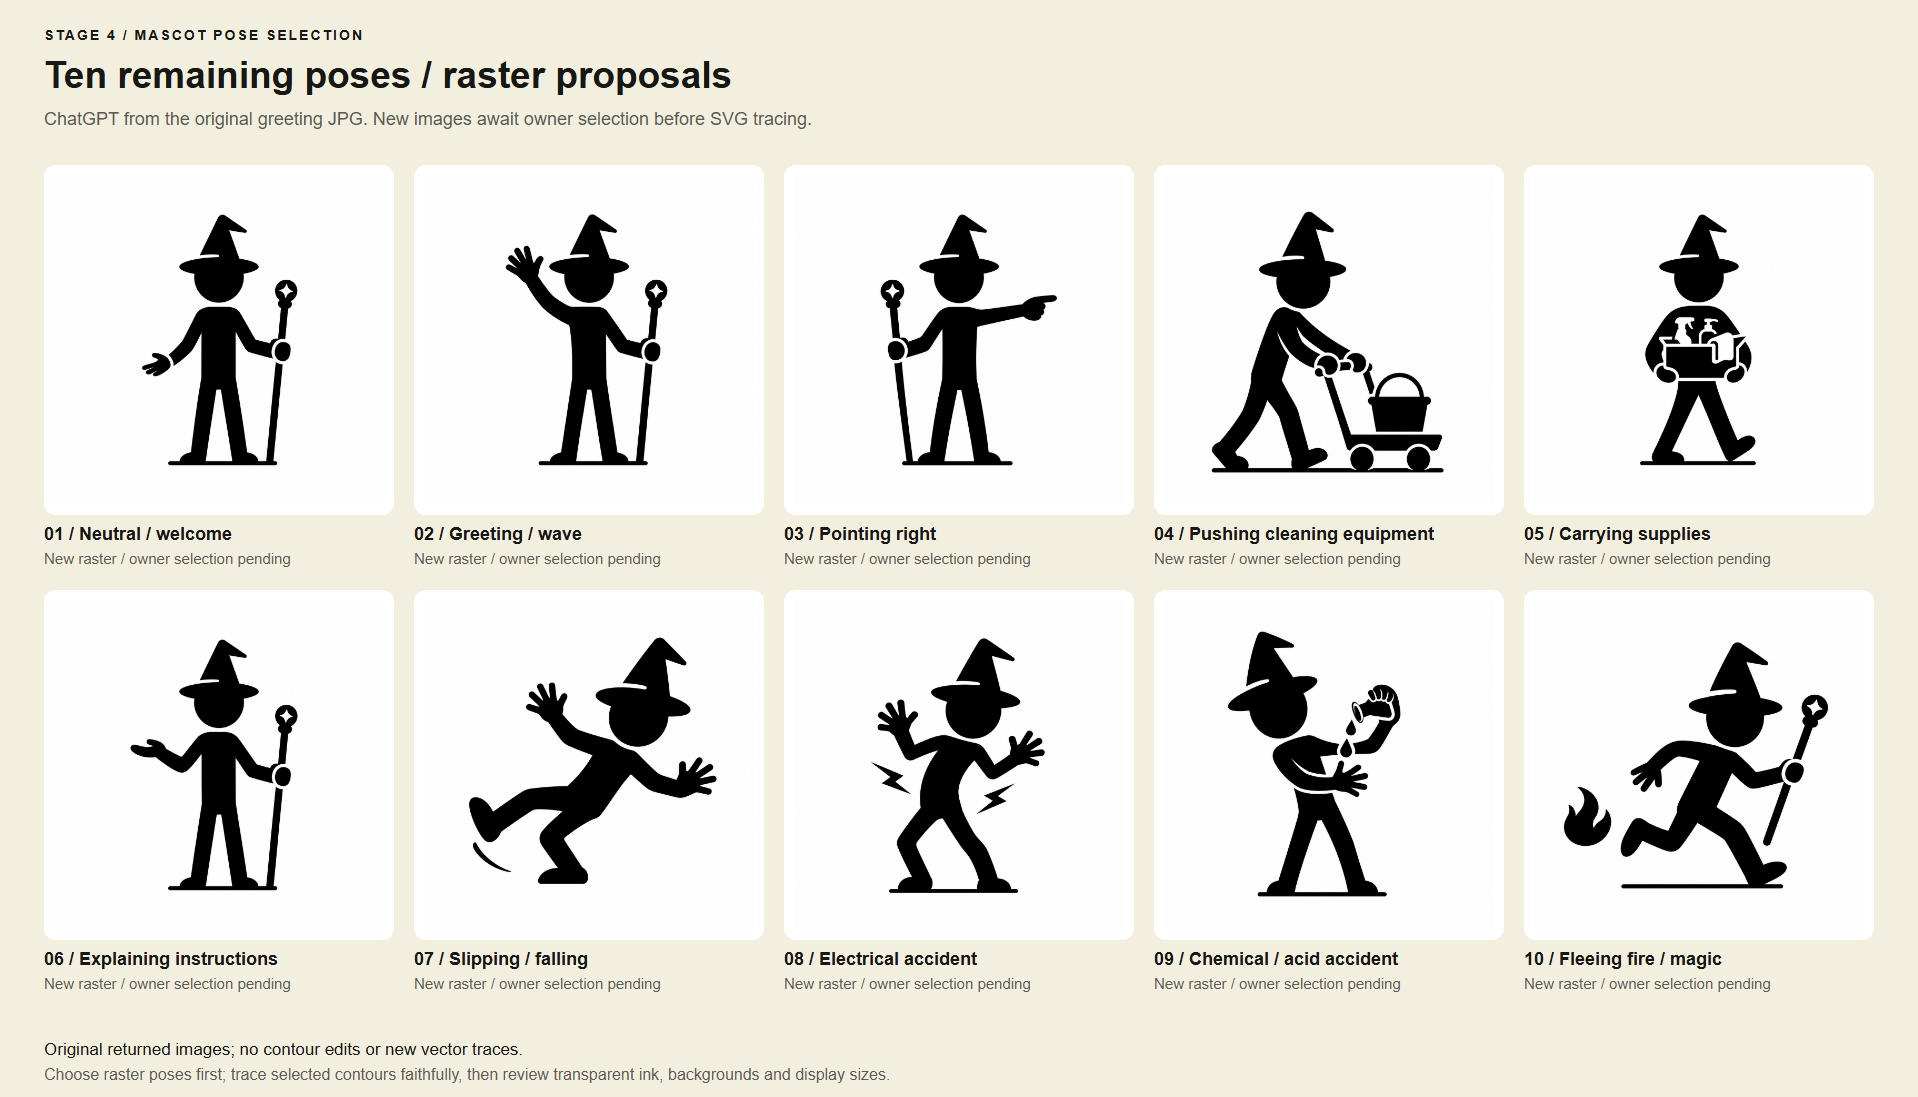 STAGE 4 / MASCOT POSE SELECTION
Ten remaining poses / raster proposals
ChatGPT from the original greeting JPG. New images await owner selection before SVG tracing.
01 / Neutral / welcome
New raster / owner selection pending
02 / Greeting / wave
New raster / owner selection pending
03 / Pointing right
New raster / owner selection pending
04 / Pushing cleaning equipment
New raster / owner selection pending
05 / Carrying supplies
New raster / owner selection pending
06 / Explaining instructions
New raster / owner selection pending
07 / Slipping / falling
New raster / owner selection pending
08 / Electrical accident
New raster / owner selection pending
09 / Chemical / acid accident
New raster / owner selection pending
10 / Fleeing fire / magic
New raster / owner selection pending
Original returned images; no contour edits or new vector traces.
Choose raster poses first; trace selected contours faithfully, then review transparent ink, backgrounds and display sizes.